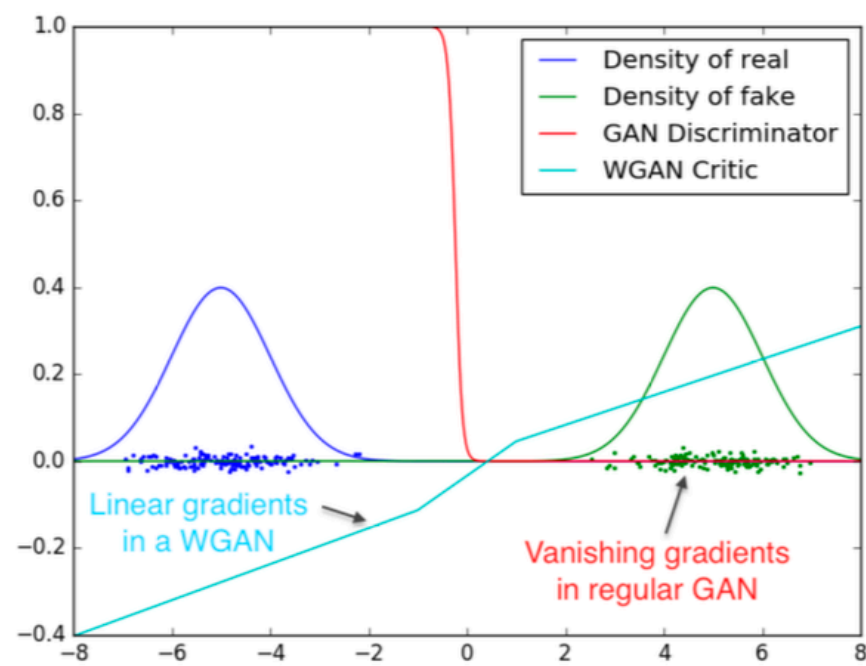 1.0
0.8
0.6
0.4
0.2
0.0
−0.2
−0.4
−8
−6
−4
−2
0
2
4
6
8
Density of real
Density of fake
GAN Discriminator
WGAN Critic
Linear gradients
in a WGAN
Vanishing gradients
in regular GAN